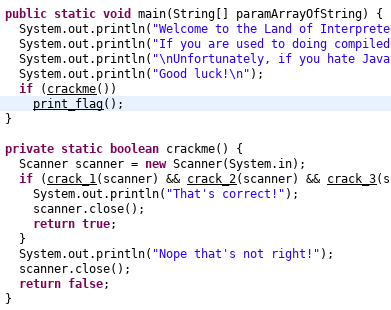 public static void main(String[] paramArrayOfString) {
System.out.println("Welcome to the Land of Interprete
System.out.println("If you are used to doing compiled
System.out.println("\nUnfortunately, if you hate Java
System.out.println("Good luck!\n");
if (crackme())
print_flag();
}
private static boolean crackme() {
Scanner scanner = new Scanner(System.in);
if (crack_1(scanner) && crack_2(scanner) && crack_3(s
System.out.println("That's correct!");
scanner.close();
return true;
}
System.out.println("Nope that's not right!");
scanner.close();
return false;
}